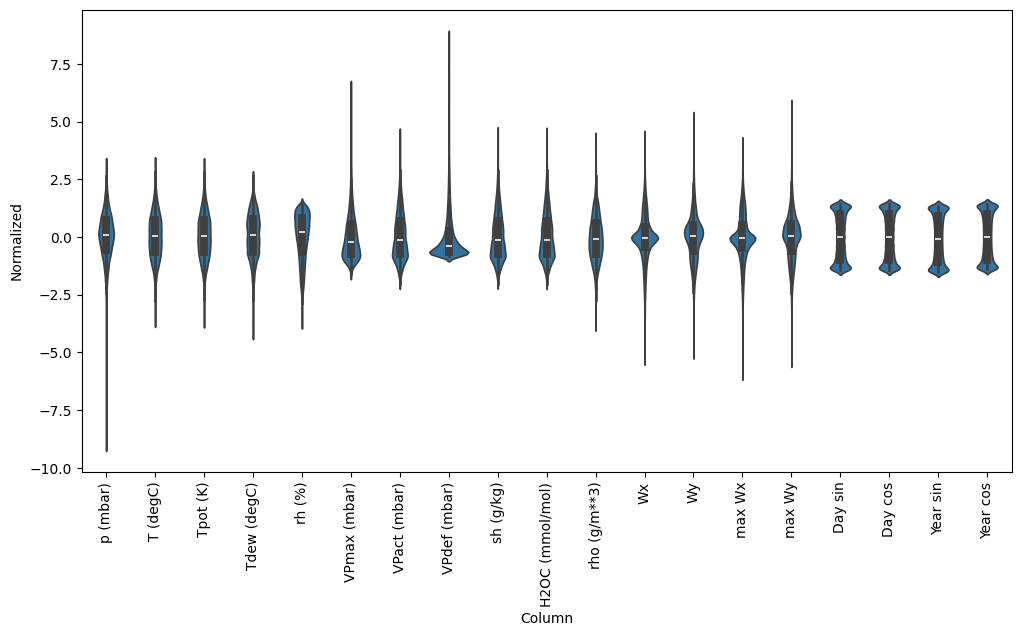 Normalized
7.5
5.0
2.5
0.0
−2.5
−5.0
−7.5
−10.0
p (mbar)
T (degC)
Tpot (K)
Tdew (degC)
rh (%)
VPmax (mbar)
VPact (mbar)
VPdef (mbar)
sh (g/kg)
H2OC (mmol/mol)
rho (g/m**3)
Wx
Wy
max Wx
max Wy
Day sin
Day cos
Year sin
Year cos
Column